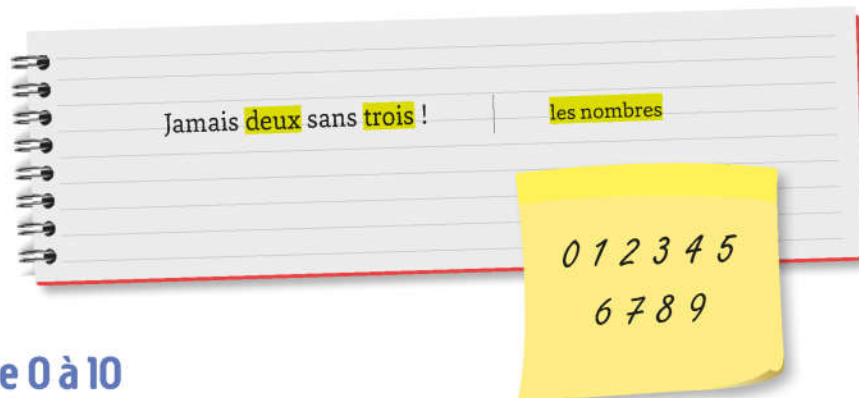 Jamais deux sans trois !
les nombres
0 1 2 3 4 5
6 7 8 9
e 0 à 10